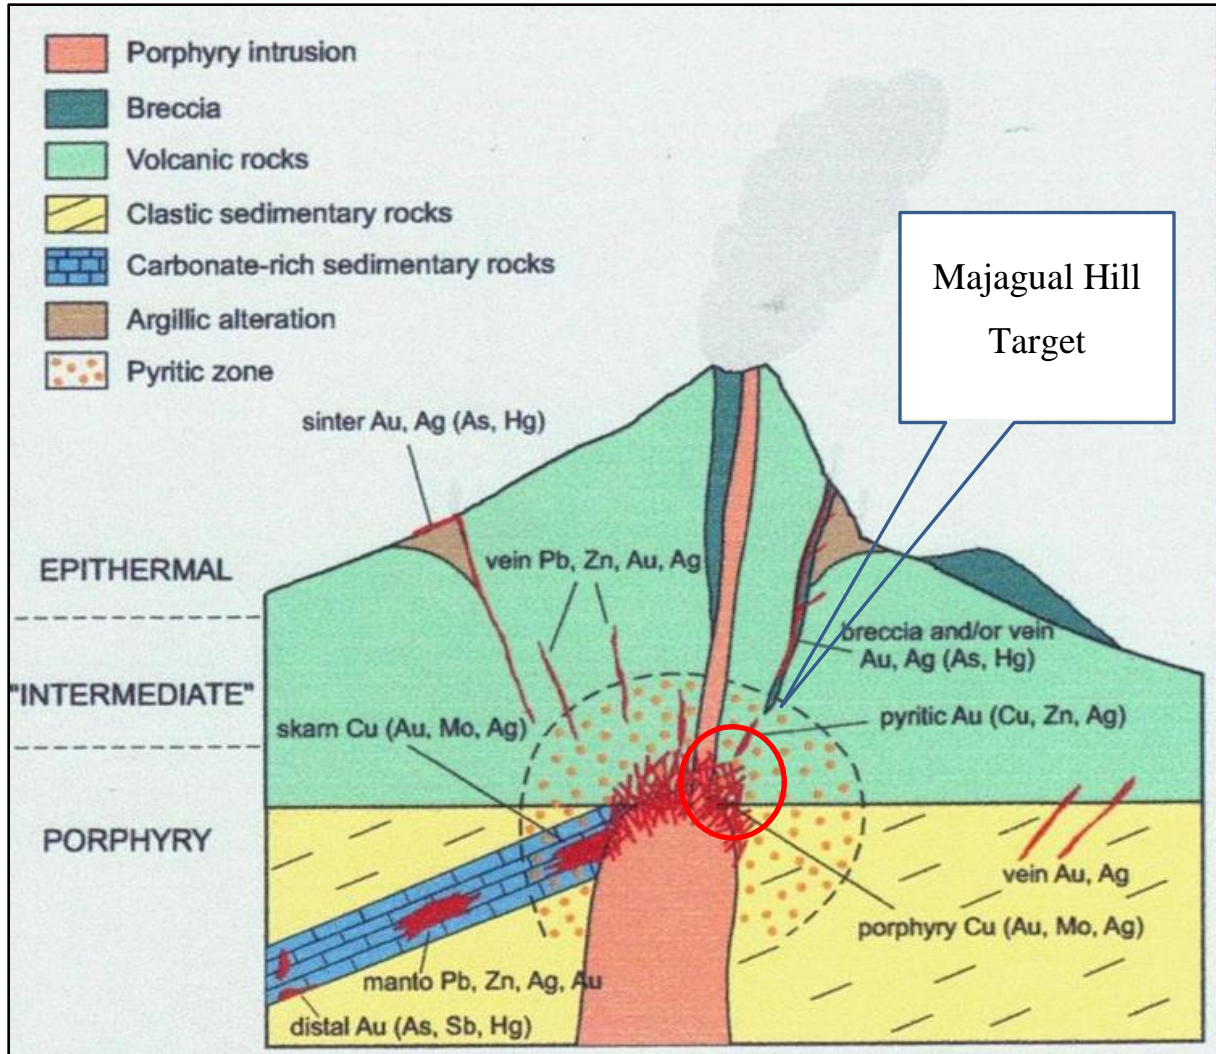 Porphyry intrusion
Breccia
Volcanic rocks
Clastic sedimentary rocks
Carbonate-rich sedimentary rocks
Argillic alteration
Pyritic zone
Majagual Hill
Target
sinter Au, Ag (As, Hg)
EPITHERMAL
vein Pb, Zn, Au, Ag
breccia and/or vein
Au, Ag (As, Hg)
"INTERMEDIATE"
skarn Cu (Au, Mo, Ag)
pyritic Au (Cu, Zn, Ag)
PORPHYRY
vein Au, Ag
porphyry Cu (Au, Mo, Ag)
manto Pb, Zn, Ag, Au
distal Au (As, Sb, Hg)